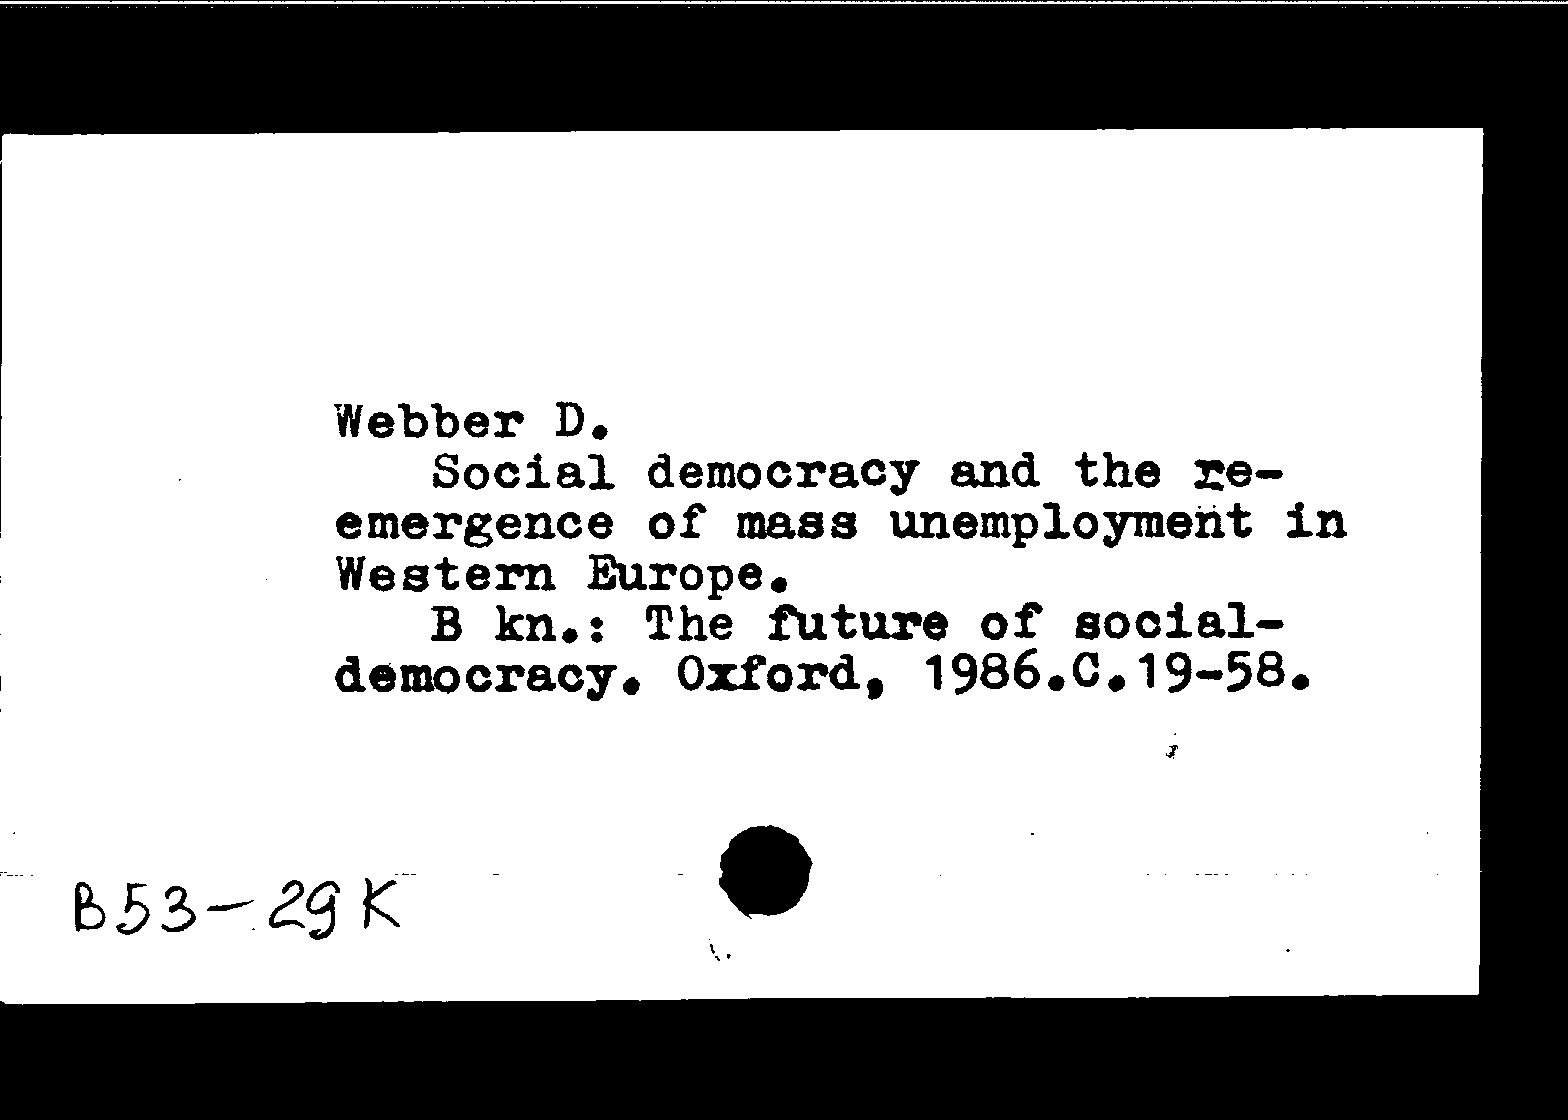 Webber D.
Social democracy and the re-
emergence of mass unemployment in
Western Europe.
B kn.: The future of social-
democracy. Oxford, 1986.C.19-58.
B53-29K